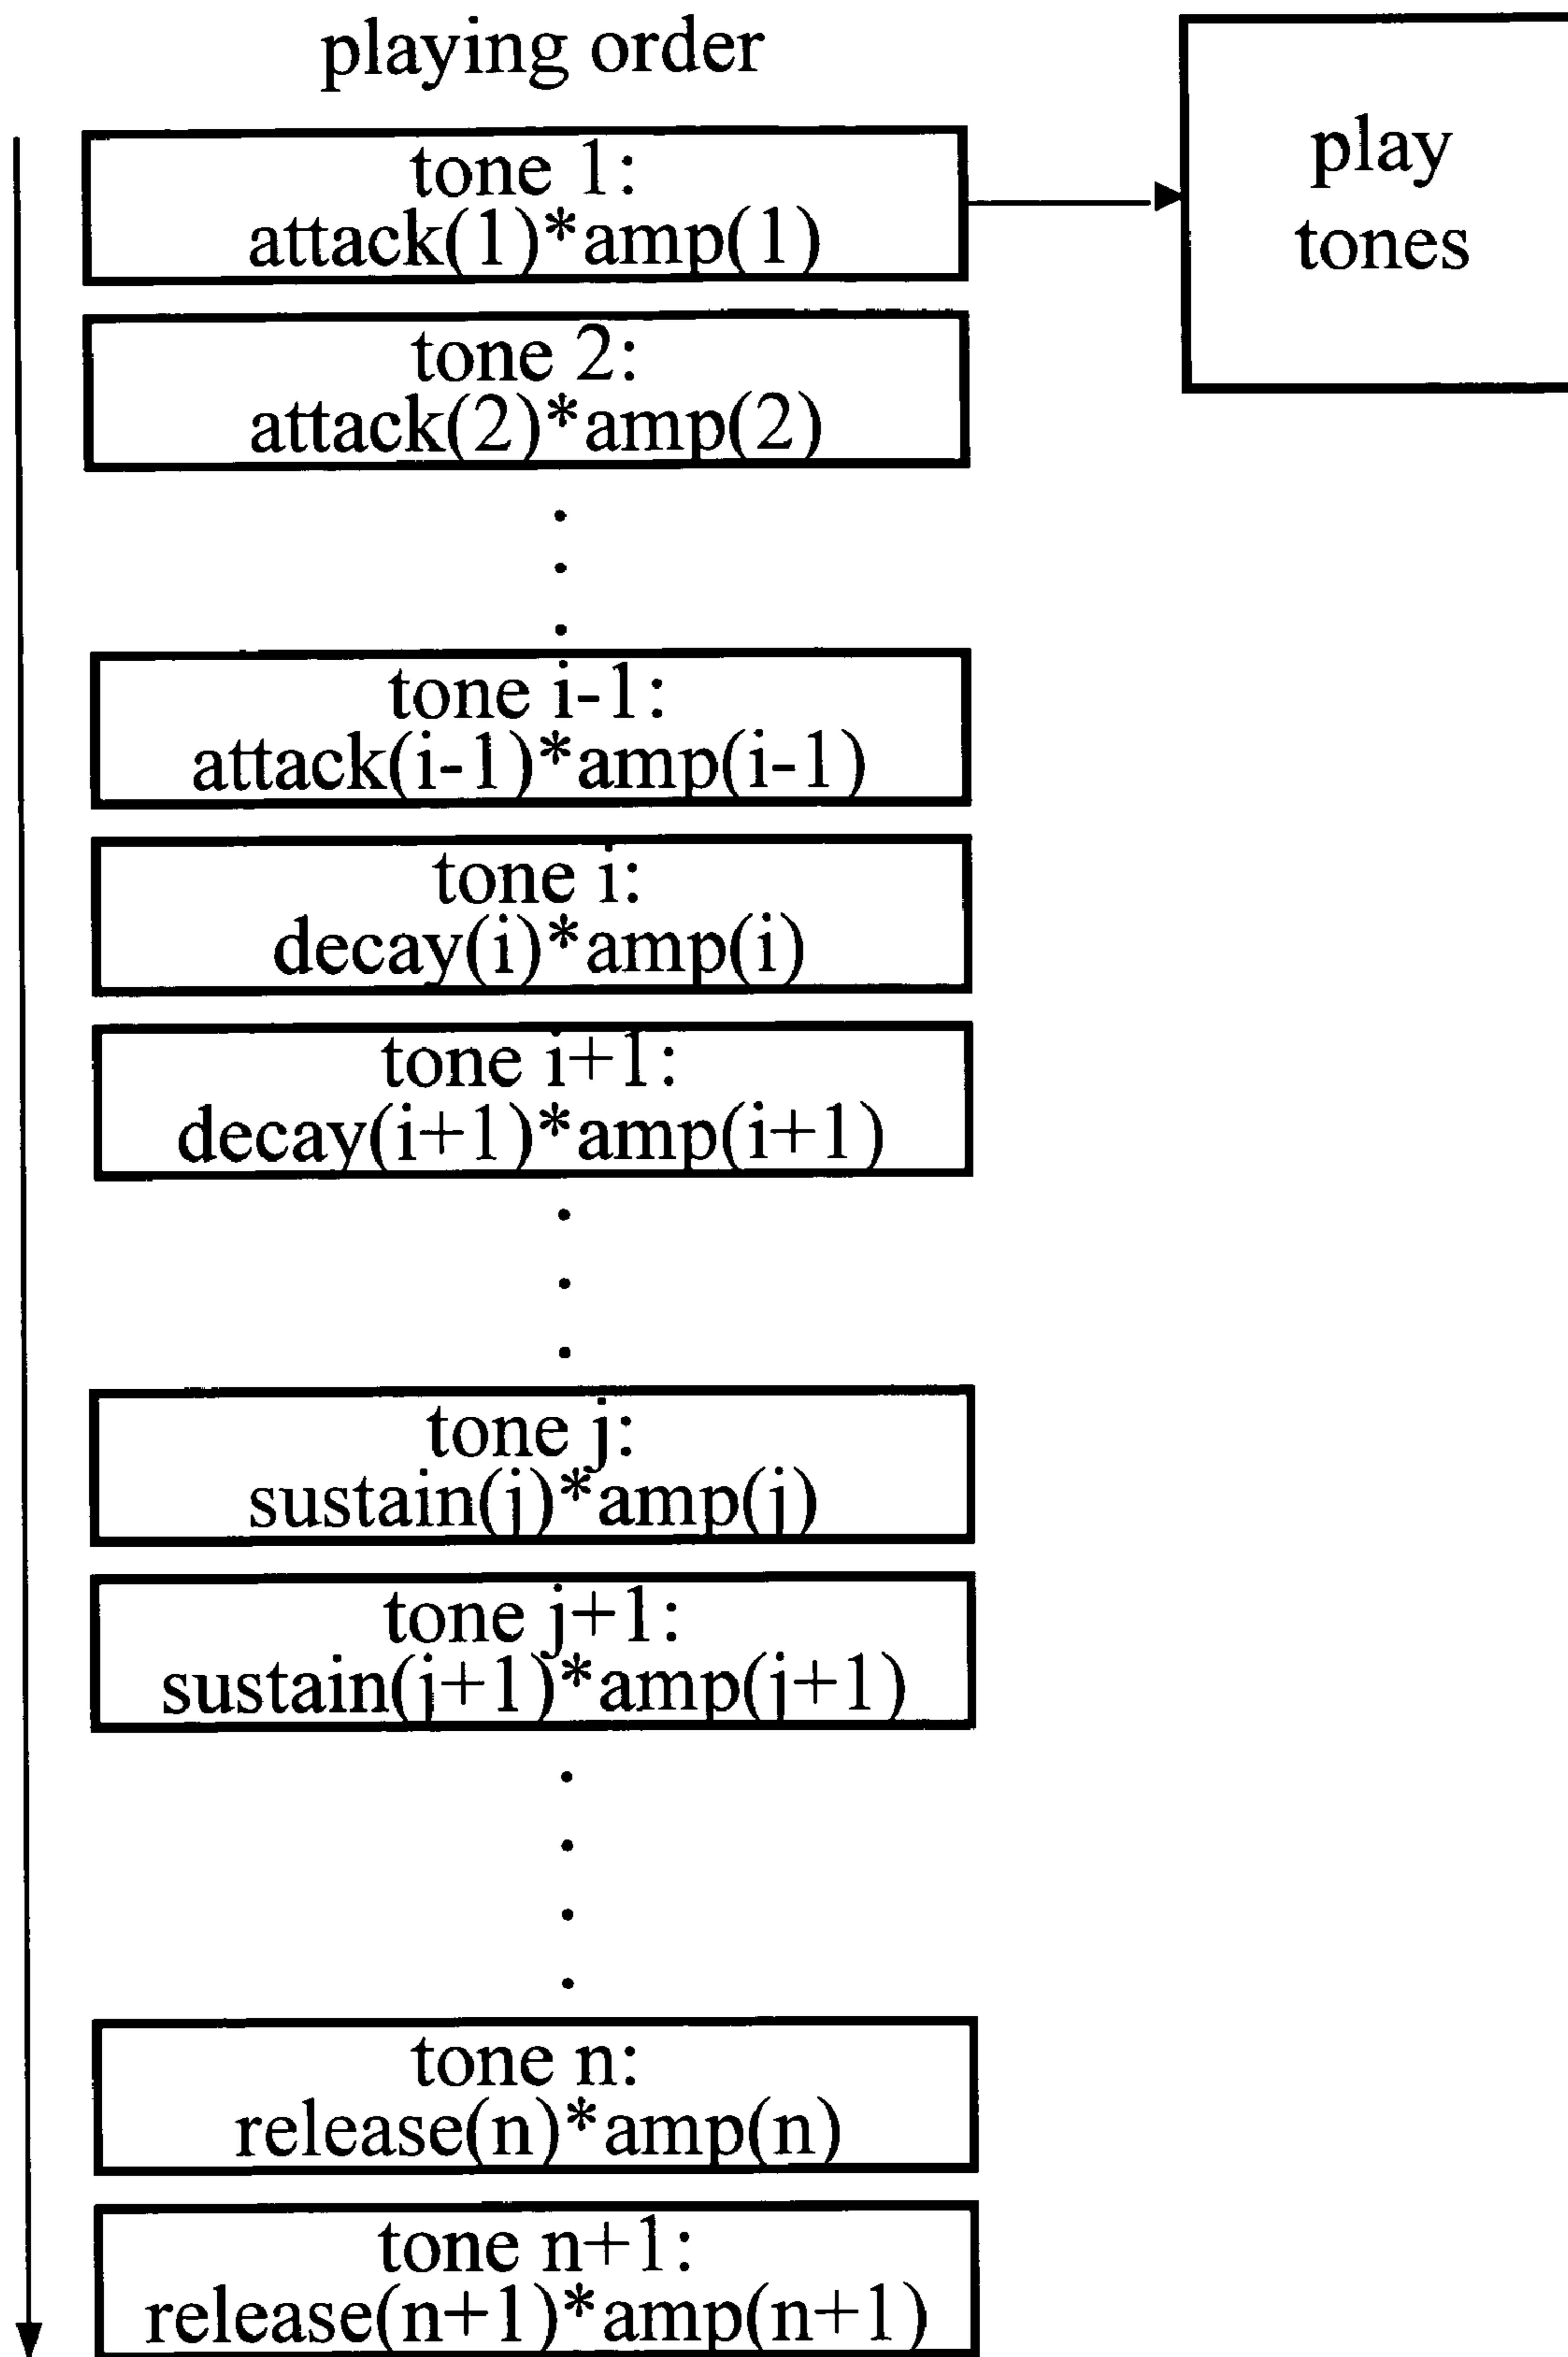 playing order
play
tones
tone 1:
attack(1)*amp(1)
tone 2:
attack(2)*amp(2)
tone i-1:
attack(i-1)*amp(i-1)
tone i:
decay(i)*amp(i)
tone i+1:
decay(i+1)*amp(i+1)
tone j:
sustain(j)*amp(j)
tone j+1:
sustain(j+1)*amp(j+1)
tone n:
release(n)*amp(n)
tone n+1:
release(n+1)*amp(n+1)